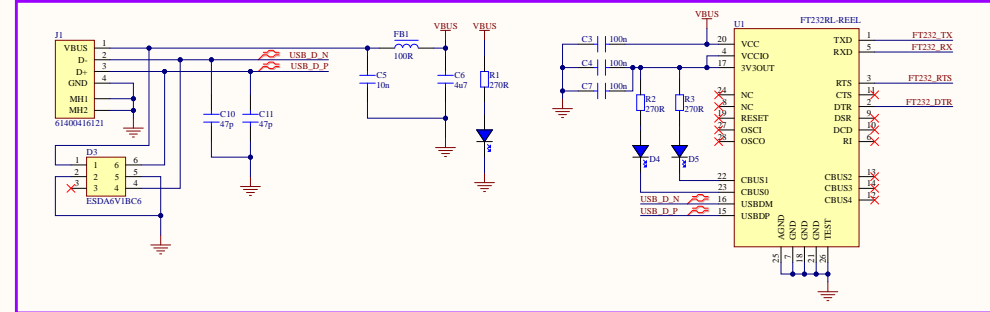 J1
VBUS 1
D- 2
D+ 3
GND 4
MH1
MH2
61400416121
USB_D_N
USB_D_P
C10
47p
C11
47p
D3
1 1 6 6
2 2 5 5
3 3 4 4
ESDA6V1BC6
FB1
100R
C5
10n
VBUS
C6
4u7
VBUS
R1
270R
C3 100n
C4 100n
C7 100n
R2
270R
R3
270R
D4
D5
USB_D_N
USB_D_P
VBUS
U1
FT232RL-REEL
20 VCC
4 VCCIO
17 3V3OUT
24 NC
8 NC
19 RESET
27 OSCI
28 OSCO
22 CBUS1
23 CBUS0
16 USBDM
15 USBDP
TXD 1 FT232_TX
RXD 5 FT232_RX
RTS 3 FT232_RTS
CTS 11
DTR 2 FT232_DTR
DSR 9
DCD 10
RI 6
CBUS2 13
CBUS3 14
CBUS4 12
AGND 25
GND 7
GND 18
GND 21
TEST 26